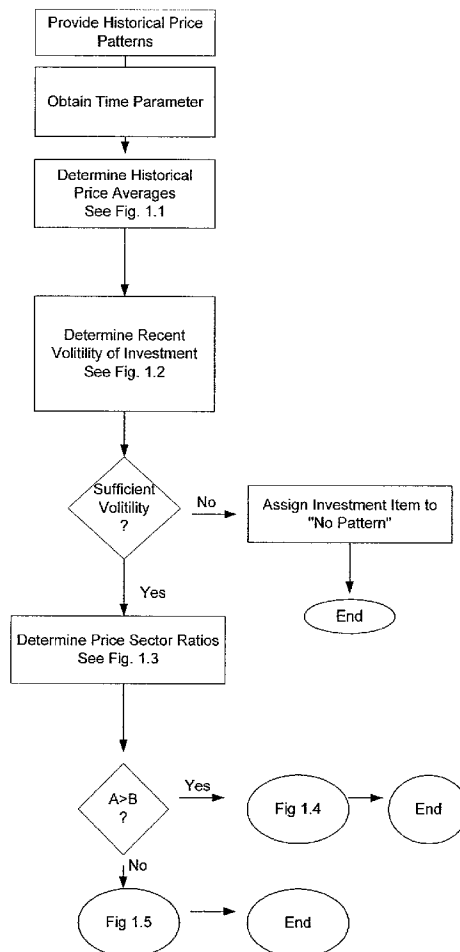 Provide Historical Price
Patterns
Obtain Time Parameter
Determine Historical
Price Averages
See Fig. 1.1
Determine Recent
Volitility of Investment
See Fig. 1.2
Sufficient
Volitility
?
No
Assign Investment Item to
"No Pattern"
End
Yes
Determine Price Sector Ratios
See Fig. 1.3
A>B
?
Yes
Fig 1.4
End
No
Fig 1.5
End